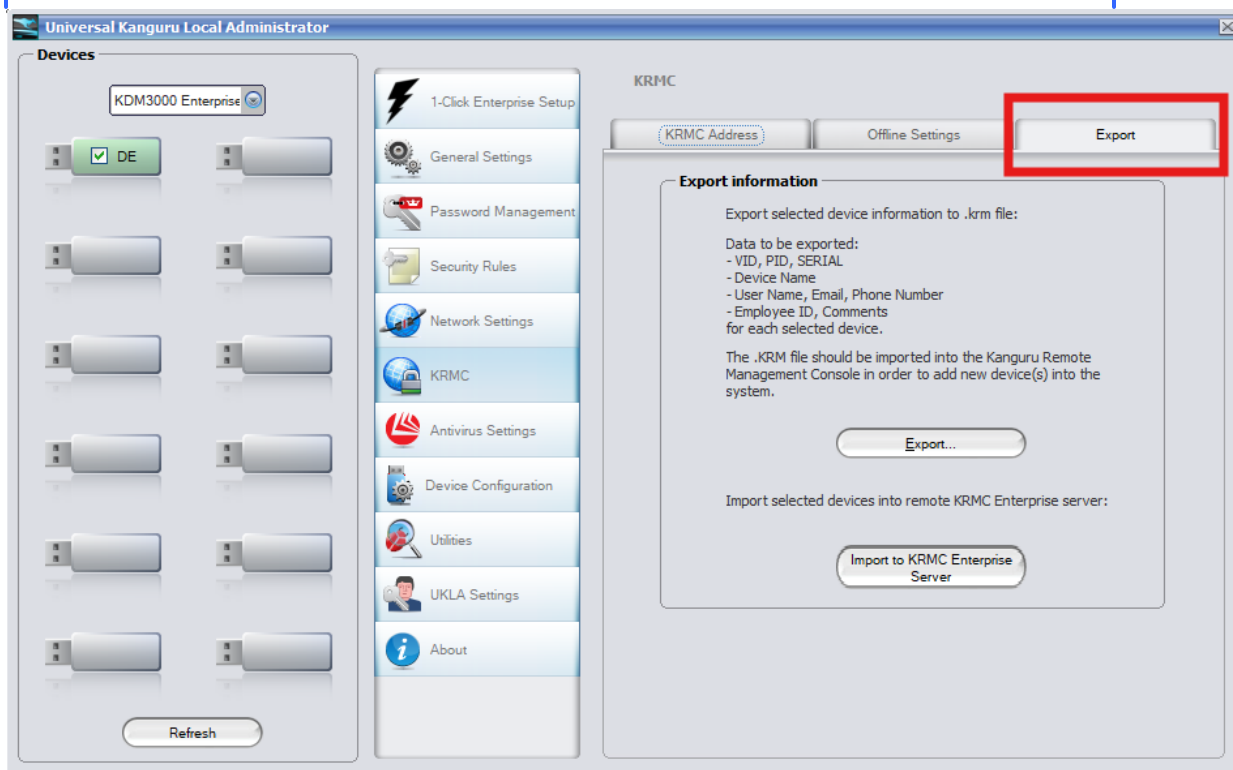 Universal Kanguru Local Administrator
Devices
KDM3000 Enterprise
DE
Refresh
1-Click Enterprise Setup
General Settings
Password Management
Security Rules
Network Settings
KRMC
Antivirus Settings
Device Configuration
Utilities
UKLA Settings
About
KRMC
KRMC Address
Offline Settings
Export
Export information
Export selected device information to .krm file:
Data to be exported:
- VID, PID, SERIAL
- Device Name
- User Name, Email, Phone Number
- Employee ID, Comments
for each selected device.
The .KRM file should be imported into the Kanguru Remote
Management Console in order to add new device(s) into the
system.
Export...
Import selected devices into remote KRMC Enterprise server:
Import to KRMC Enterprise
Server